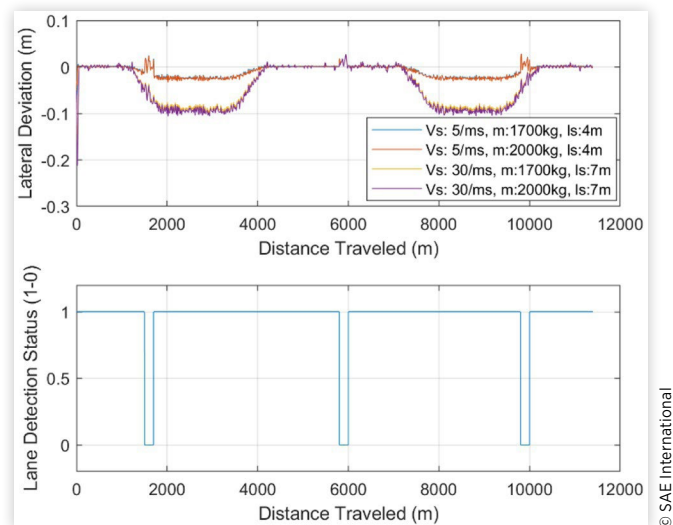 0.1
0
-0.1
-0.2
-0.3
Lateral Deviation (m)
Vs: 5/ms, m:1700kg, ls:4m
Vs: 5/ms, m:2000kg, ls:4m
Vs: 30/ms, m:1700kg, ls:7m
Vs: 30/ms, m:2000kg, ls:7m
0 2000 4000 6000 8000 10000 12000
Distance Traveled (m)
Lane Detection Status (1-0)
1
0.5
0
0 2000 4000 6000 8000 10000 12000
Distance Traveled (m)
© SAE International